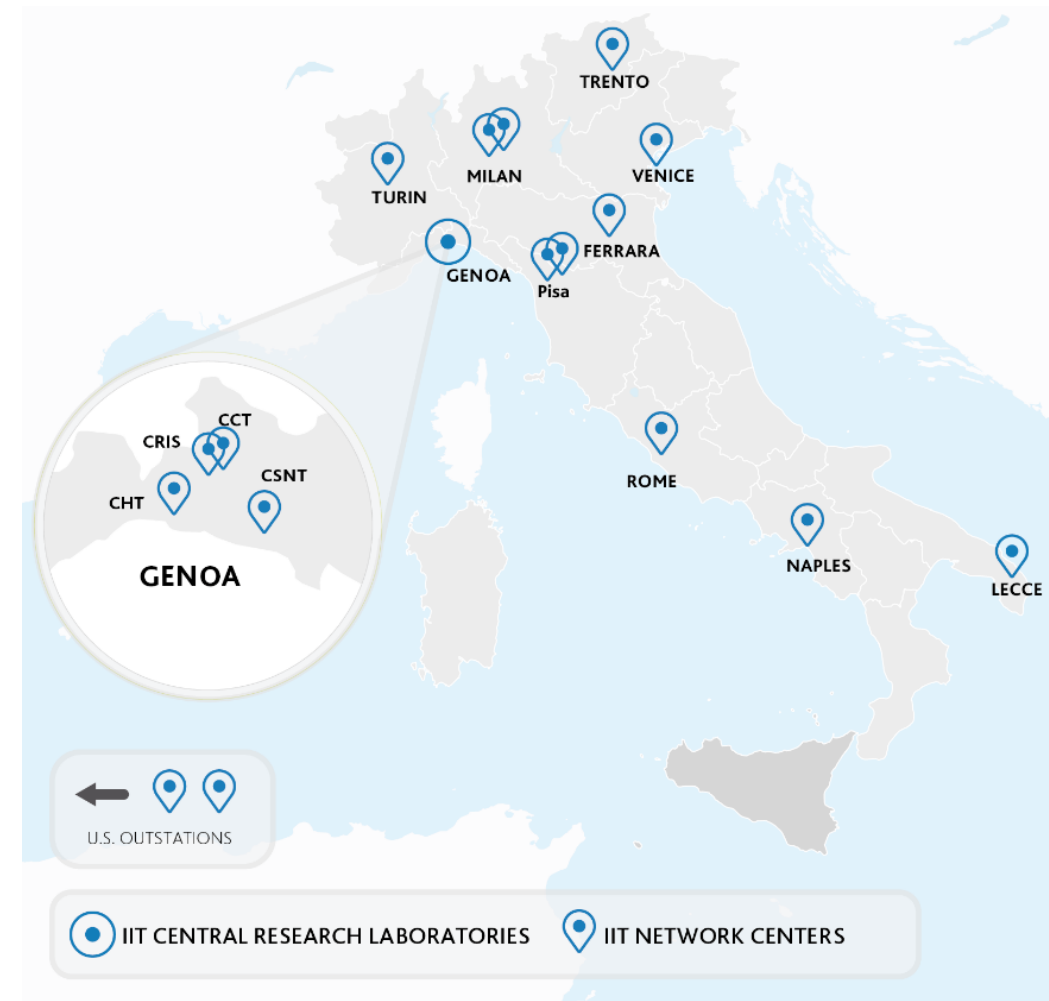 TRENTO
MILAN
VENICE
TURIN
FERRARA
GENOA
Pisa
CCT
CRIS
CSNT
CHT
GENOA
ROME
NAPLES
LECCE
U.S. OUTSTATIONS
IIT CENTRAL RESEARCH LABORATORIES
IIT NETWORK CENTERS